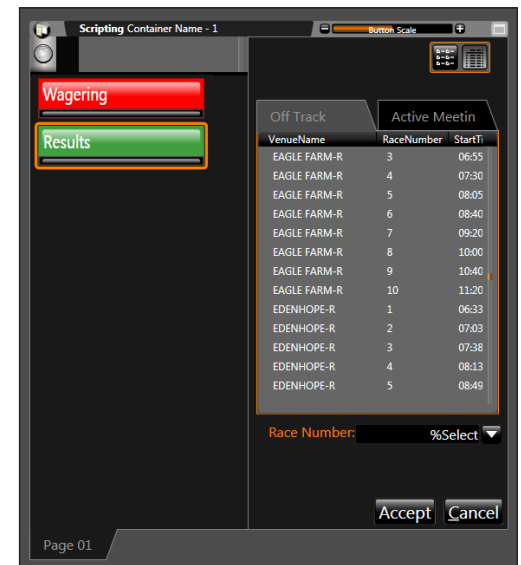 Scripting Container Name - 1
Button Scale
Wagering
Results
Off Track Active Meetin
VenueName RaceNumber StartTi
EAGLE FARM-R 3 06:55
EAGLE FARM-R 4 07:30
EAGLE FARM-R 5 08:05
EAGLE FARM-R 6 08:40
EAGLE FARM-R 7 09:20
EAGLE FARM-R 8 10:00
EAGLE FARM-R 9 10:40
EAGLE FARM-R 10 11:20
EDENHOPE-R 1 06:33
EDENHOPE-R 2 07:03
EDENHOPE-R 3 07:38
EDENHOPE-R 4 08:13
EDENHOPE-R 5 08:49
Race Number: %Select
Accept Cancel
Page 01